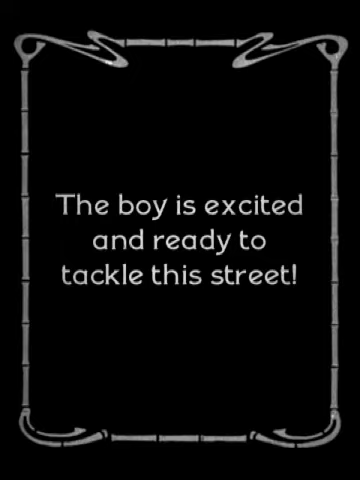 The boy is excited
and ready to
tackle this street!